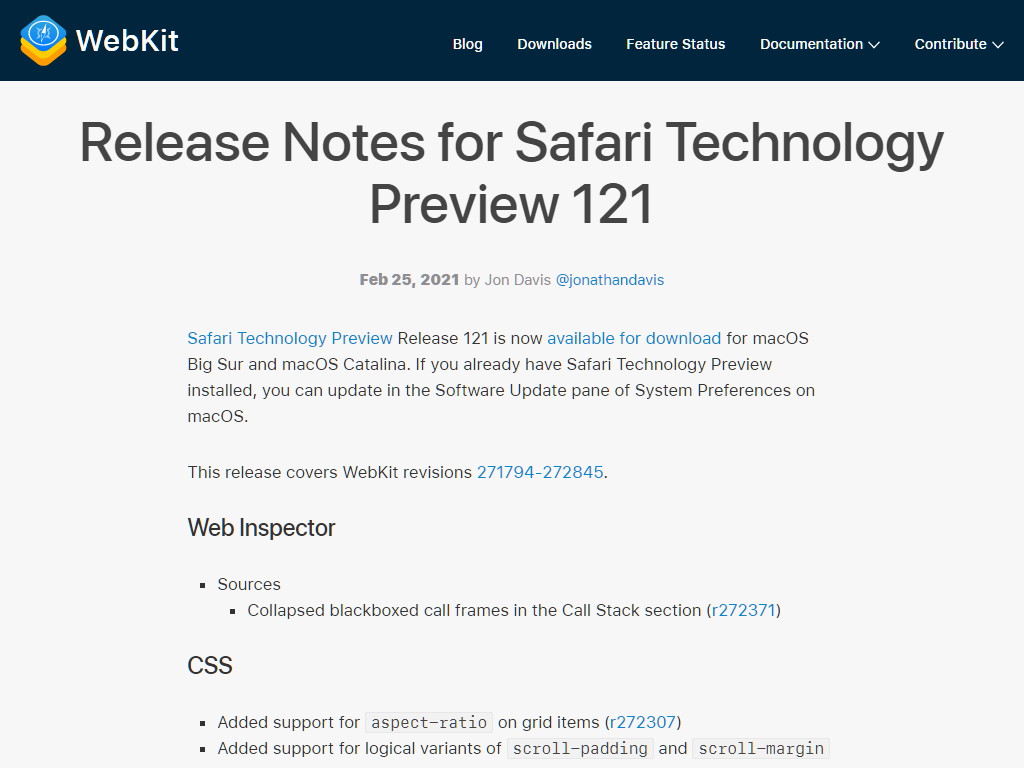 WebKit
Blog
Downloads
Feature Status
Documentation
Contribute
Release Notes for Safari Technology
Preview 121
Feb 25, 2021 by Jon Davis @jonathandavis
Safari Technology Preview Release 121 is now available for download for macOS
Big Sur and macOS Catalina. If you already have Safari Technology Preview
installed, you can update in the Software Update pane of System Preferences on
macOS.
This release covers WebKit revisions 271794-272845.
Web Inspector
Sources
Collapsed blackboxed call frames in the Call Stack section (r272371)
CSS
Added support for aspect-ratio on grid items (r272307)
Added support for logical variants of scroll-padding and scroll-margin